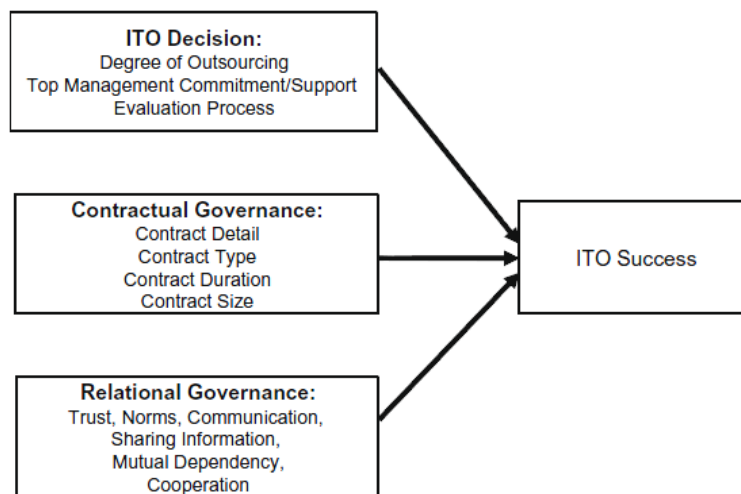 ITO Decision:
Degree of Outsourcing
Top Management Commitment/Support
Evaluation Process
Contractual Governance:
Contract Detail
Contract Type
Contract Duration
Contract Size
ITO Success
Relational Governance:
Trust, Norms, Communication,
Sharing Information,
Mutual Dependency,
Cooperation